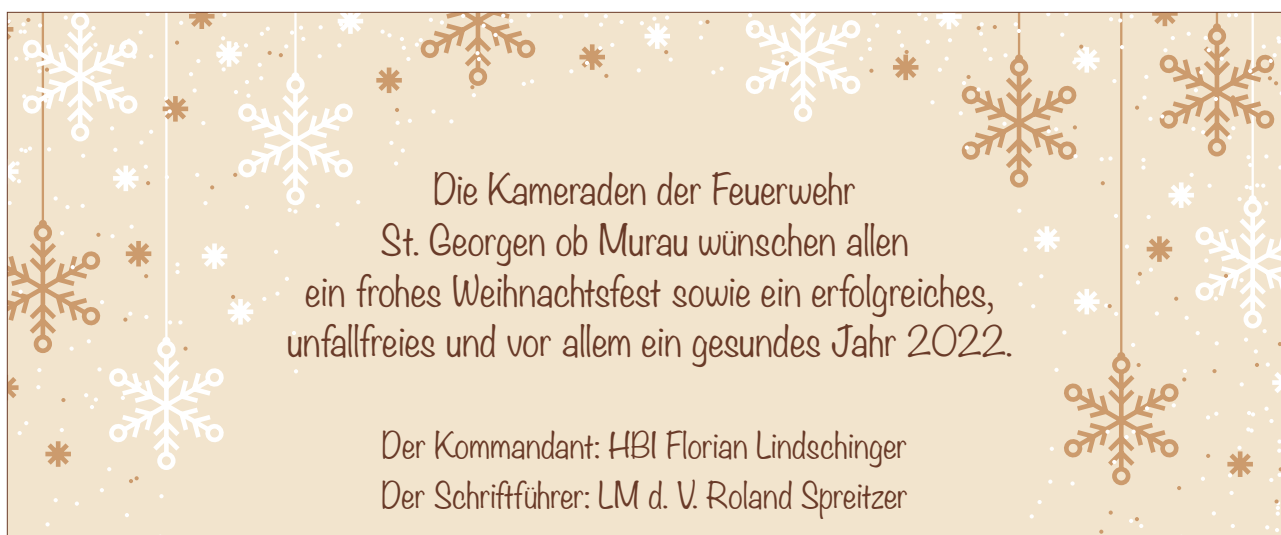 Die Kameraden der Feuerwehr
St. Georgen ob Murau wünschen allen
ein frohes Weihnachtsfest sowie ein erfolgreiches,
unfallfreies und vor allem ein gesundes Jahr 2022.
Der Kommandant: HBI Florian Lindschinger
Der Schriftführer: LM d. V. Roland Spreitzer